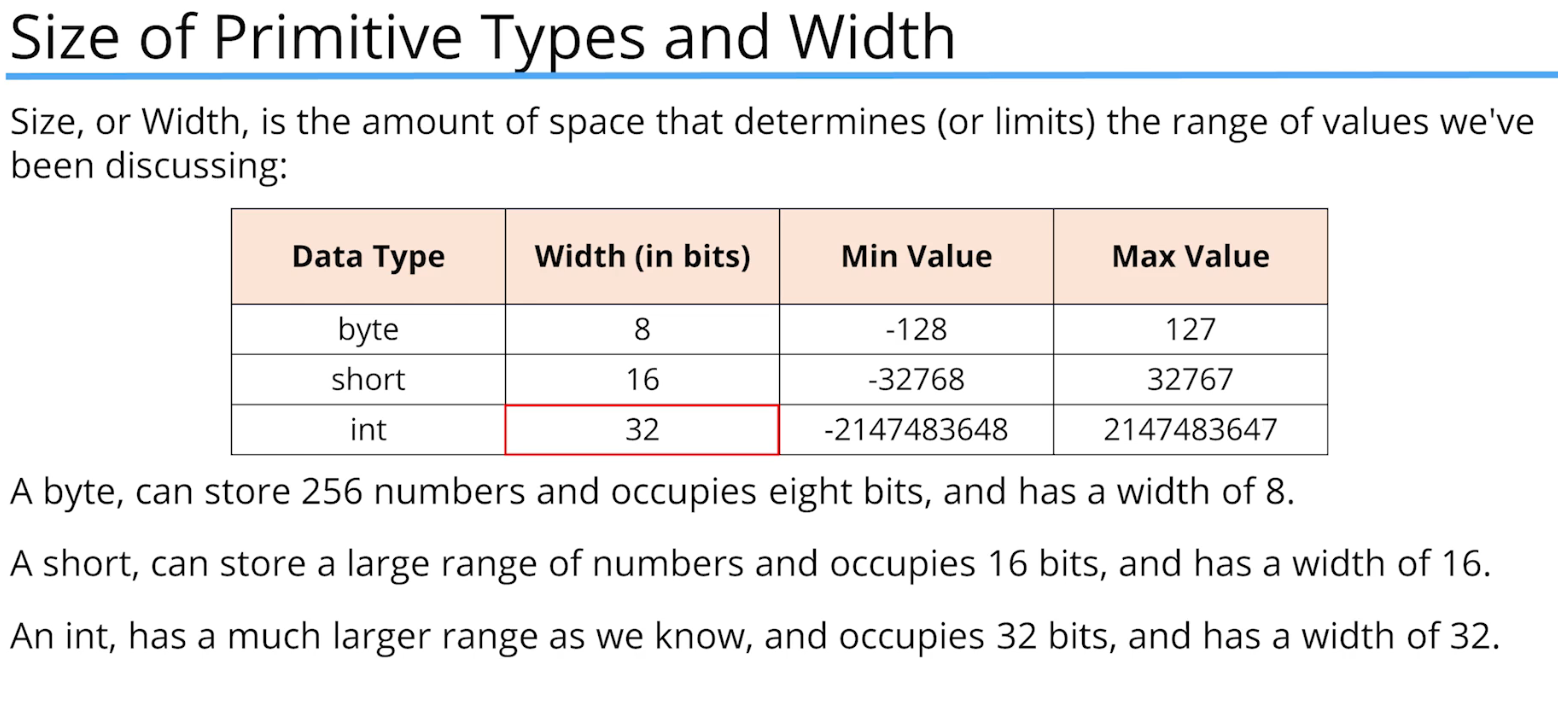 Size of Primitive Types and Width
Size, or Width, is the amount of space that determines (or limits) the range of values we've
been discussing:
Data Type Width (in bits) Min Value Max Value
byte 8 -128 127
short 16 -32768 32767
int 32 -2147483648 2147483647
A byte, can store 256 numbers and occupies eight bits, and has a width of 8.
A short, can store a large range of numbers and occupies 16 bits, and has a width of 16.
An int, has a much larger range as we know, and occupies 32 bits, and has a width of 32.